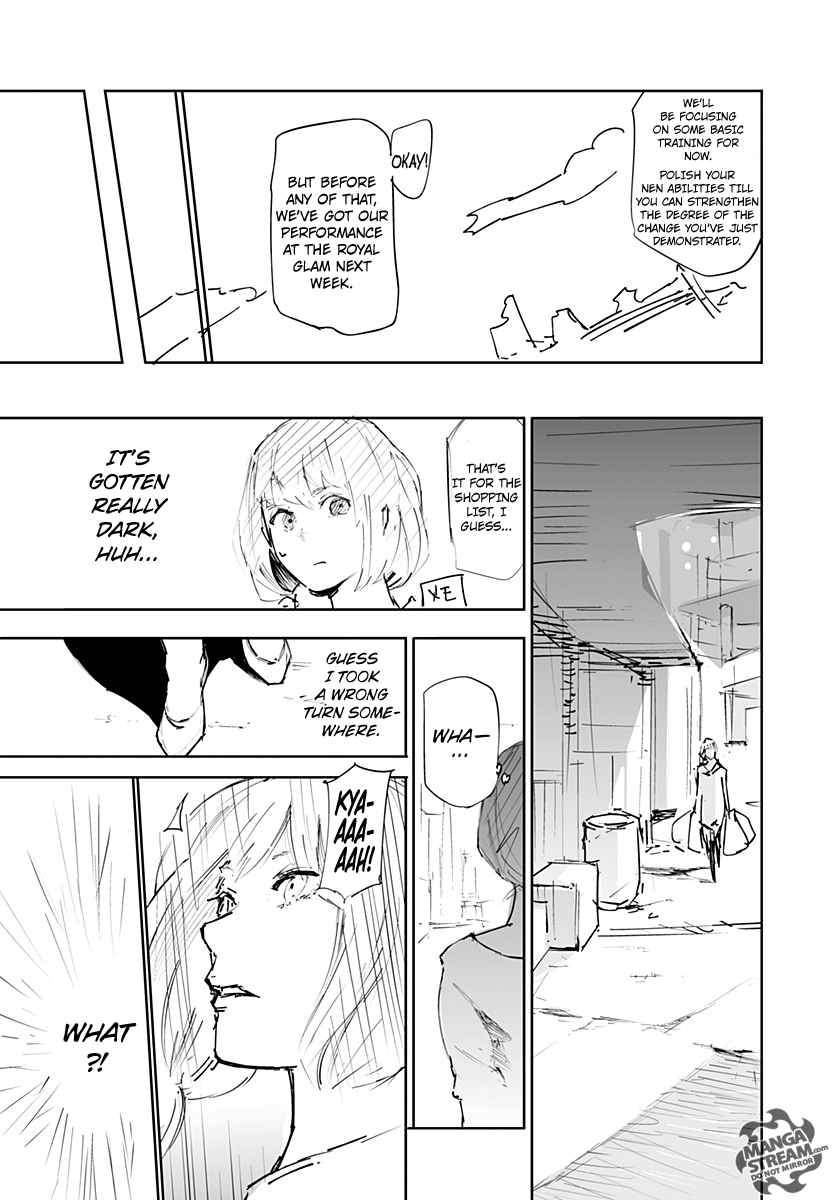 WE'LL
BE FOCUSING
ON SOME BASIC
TRAINING FOR
NOW.
POLISH YOUR
NEN ABILITIES TILL
YOU CAN STRENGTHEN
THE DEGREE OF THE
CHANGE YOU'VE JUST
DEMONSTRATED.
OKAY!
BUT BEFORE
ANY OF THAT,
WE'VE GOT OUR
PERFORMANCE
AT THE ROYAL
GLAM NEXT
WEEK.
THAT'S
IT FOR THE
SHOPPING
LIST, I
GUESS...
IT'S
GOTTEN
REALLY
DARK,
HUH...
WHA—
...
GUESS
I TOOK
A WRONG
TURN SOME-
WHERE.
KYA-
AAA-
AAH!
WHAT
?!
MANGA
STREAM.com
DO NOT MIRROR